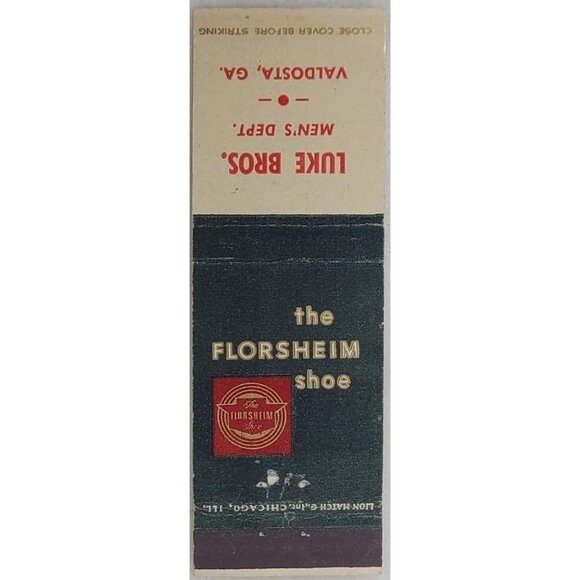 CLOSE COVER BEFORE STRIKING
LUKE BROS.
MEN'S DEPT.
VALDOSTA, GA.
the
FLORSHEIM
shoe
The
FLORSHEIM
Shoe
LION MATCH CO., INC. CHICAGO, ILL.